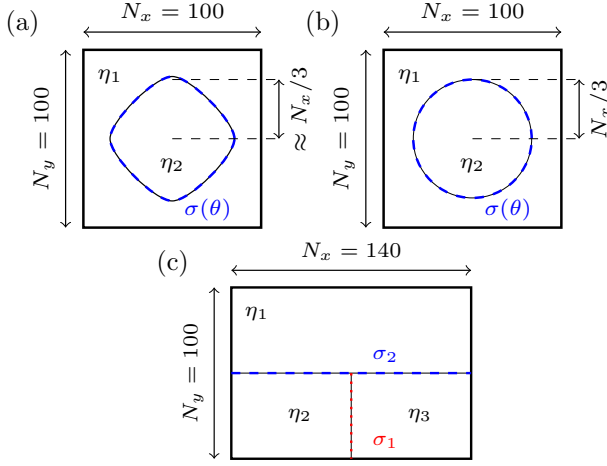 (a)
N_x = 100
N_y = 100
η_1
η_2
σ(θ)
≈ N_x/3
(b)
N_x = 100
N_y = 100
η_1
η_2
σ(θ)
N_x/3
(c)
N_x = 140
N_y = 100
η_1
σ_2
η_2
η_3
σ_1